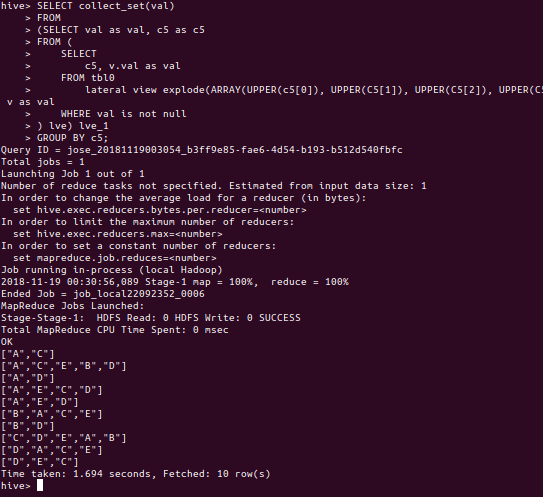 hive> SELECT collect_set(val)
    > FROM
    > (SELECT val as val, c5 as c5
    > FROM (
    >     SELECT
    >         c5, v.val as val
    >     FROM tbl0
    >         lateral view explode(ARRAY(UPPER(c5[0]), UPPER(C5[1]), UPPER(C5[2]), UPPER(C5
 v as val
    >     WHERE val is not null
    > ) lve) lve_1
    > GROUP BY c5;
Query ID = jose_20181119003054_b3ff9e85-fae6-4d54-b193-b512d540fbfc
Total jobs = 1
Launching Job 1 out of 1
Number of reduce tasks not specified. Estimated from input data size: 1
In order to change the average load for a reducer (in bytes):
  set hive.exec.reducers.bytes.per.reducer=<number>
In order to limit the maximum number of reducers:
  set hive.exec.reducers.max=<number>
In order to set a constant number of reducers:
  set mapreduce.job.reduces=<number>
Job running in-process (local Hadoop)
2018-11-19 00:30:56,089 Stage-1 map = 100%,  reduce = 100%
Ended Job = job_local22092352_0006
MapReduce Jobs Launched:
Stage-Stage-1:  HDFS Read: 0 HDFS Write: 0 SUCCESS
Total MapReduce CPU Time Spent: 0 msec
OK
["A","C"]
["A","C","E","B","D"]
["A","D"]
["A","E","C","D"]
["A","E","D"]
["B","A","C","E"]
["B","D"]
["C","D","E","A","B"]
["D","A","C","E"]
["D","E","C"]
Time taken: 1.694 seconds, Fetched: 10 row(s)
hive>